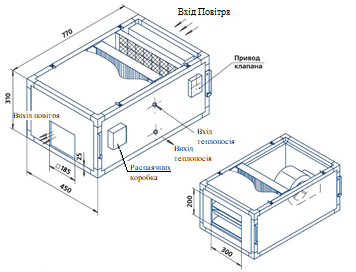 Вхід Повітря
770
Привод
клапана
310
Вихід повітря
Вхід
теплоносія
Вихід
теплоносія
25
□185
450
Распаячних
коробка
200
300